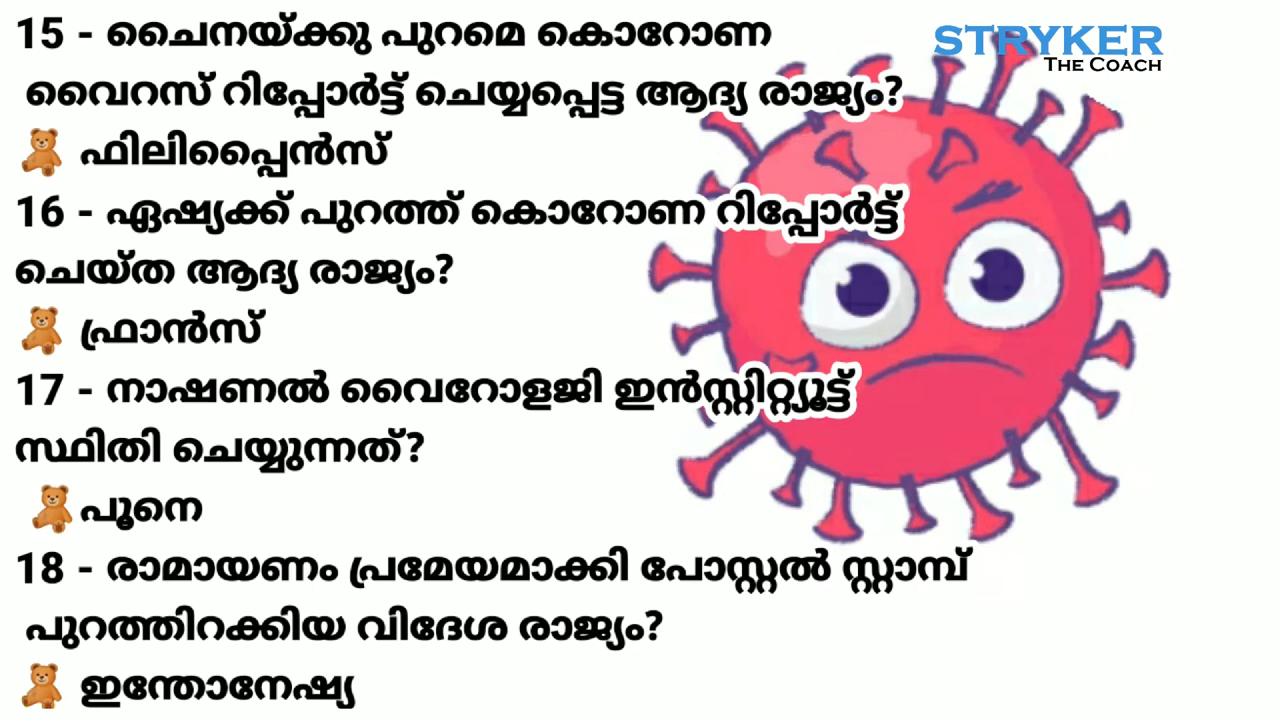 15 - ചൈനയ്ക്കു പുറമെ കൊറോണ
വൈറസ് റിപ്പോർട്ട് ചെയ്യപ്പെട്ട ആദ്യ രാജ്യം?
ഫിലിപ്പൈൻസ്
16 - ഏഷ്യക്ക് പുറത്ത് കൊറോണ റിപ്പോർട്ട്
ചെയ്ത ആദ്യ രാജ്യം?
ഫ്രാൻസ്
17 - നാഷണൽ വൈറോളജി ഇൻസ്റ്റിറ്റ്യൂട്ട്
സ്ഥിതി ചെയ്യുന്നത്?
പൂനെ
18 - രാമായണം പ്രമേയമാക്കി പോസ്റ്റൽ സ്റ്റാമ്പ്
പുറത്തിറക്കിയ വിദേശ രാജ്യം?
ഇന്തോനേഷ്യ
STRYKER
THE COACH